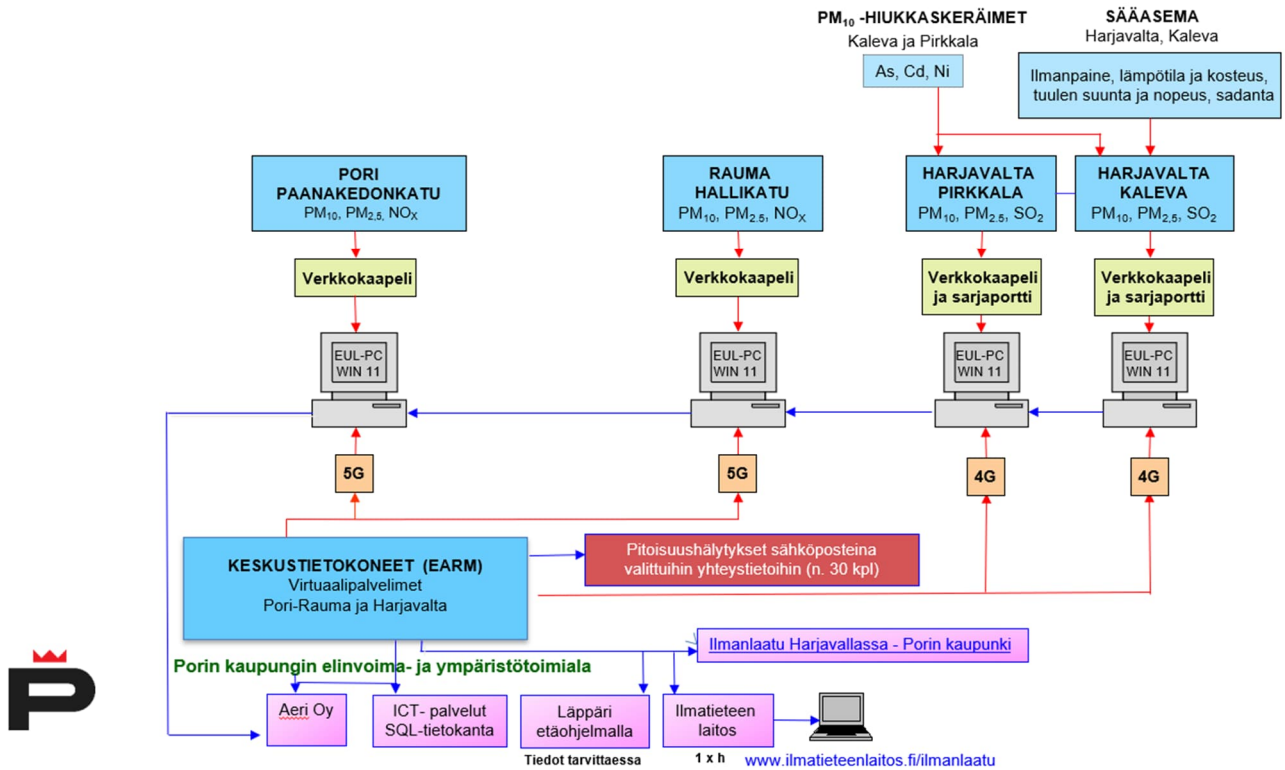 PM₁₀ -HIUKKASKERÄIMET
Kaleva ja Pirkkala
As, Cd, Ni
SÄÄASEMA
Harjavalta, Kaleva
Ilmanpaine, lämpötila ja kosteus,
tuulen suunta ja nopeus, sadanta
PORI
PAANAKEDONKATU
PM₁₀, PM₂,₅, NOₓ
RAUMA
HALLIKATU
PM₁₀, PM₂.₅, NOₓ
HARJAVALTA
PIRKKALA
PM₁₀, PM₂.₅, SO₂
HARJAVALTA
KALEVA
PM₁₀, PM₂,₅, SO₂
Verkkokaapeli
Verkkokaapeli
Verkkokaapeli
ja sarjaportti
Verkkokaapeli
ja sarjaportti
EUL-PC
WIN 11
EUL-PC
WIN 11
EUL-PC
WIN 11
EUL-PC
WIN 11
5G
5G
4G
4G
KESKUSTIETOKONEET (EARM)
Virtuaalipalvelimet
Pori-Rauma ja Harjavalta
Pitoisuushälytykset sähköposteina
valittuihin yhteystietoihin (n. 30 kpl)
Ilmanlaatu Harjavallassa - Porin kaupunki
P
Porin kaupungin elinvoima- ja ympäristötoimiala
Aeri Oy
ICT- palvelut
SQL-tietokanta
Läppäri
etäohjelmalla
Ilmatieteen
laitos
Tiedot tarvittaessa
1 x h
www.ilmatieteenlaitos.fi/ilmanlaatu